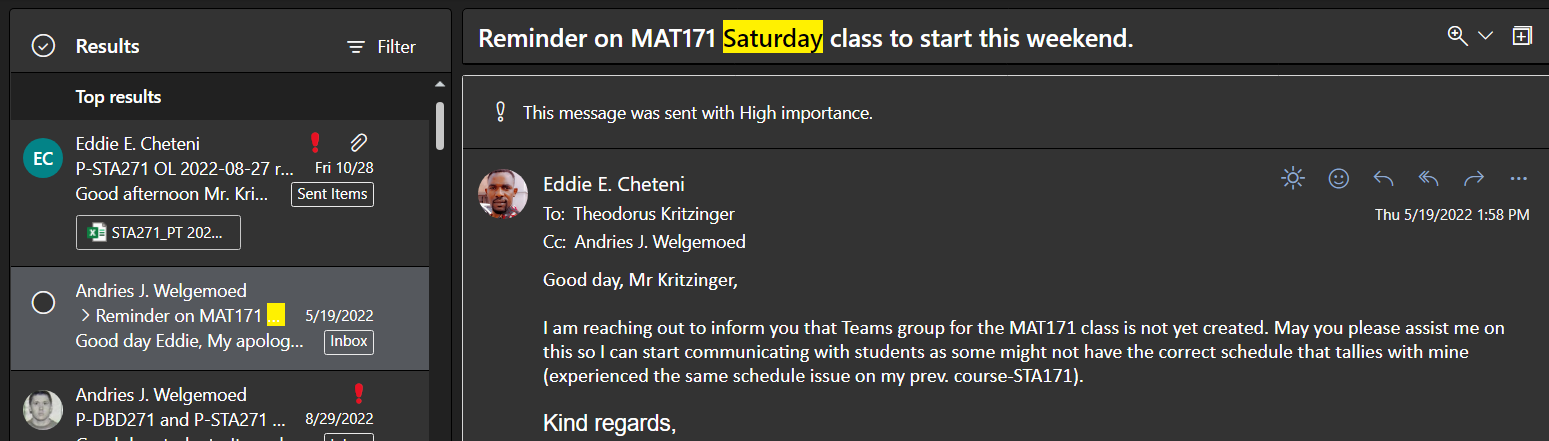 Results
Filter
Top results
EC
Eddie E. Cheteni
P-STA271 OL 2022-08-27 r... Fri 10/28
Good afternoon Mr. Kri... Sent Items
STA271_PT 202...
Andries J. Welgemoed
Reminder on MAT171 ... 5/19/2022
Good day Eddie, My apolog... Inbox
Andries J. Welgemoed
P-DBD271 and P-STA271 ... 8/29/2022
Reminder on MAT171 Saturday class to start this weekend.
This message was sent with High importance.
Eddie E. Cheteni
To: Theodorus Kritzinger
Thu 5/19/2022 1:58 PM
Cc: Andries J. Welgemoed
Good day, Mr Kritzinger,
I am reaching out to inform you that Teams group for the MAT171 class is not yet created. May you please assist me on
this so I can start communicating with students as some might not have the correct schedule that tallies with mine
(experienced the same schedule issue on my prev. course-STA171).
Kind regards,